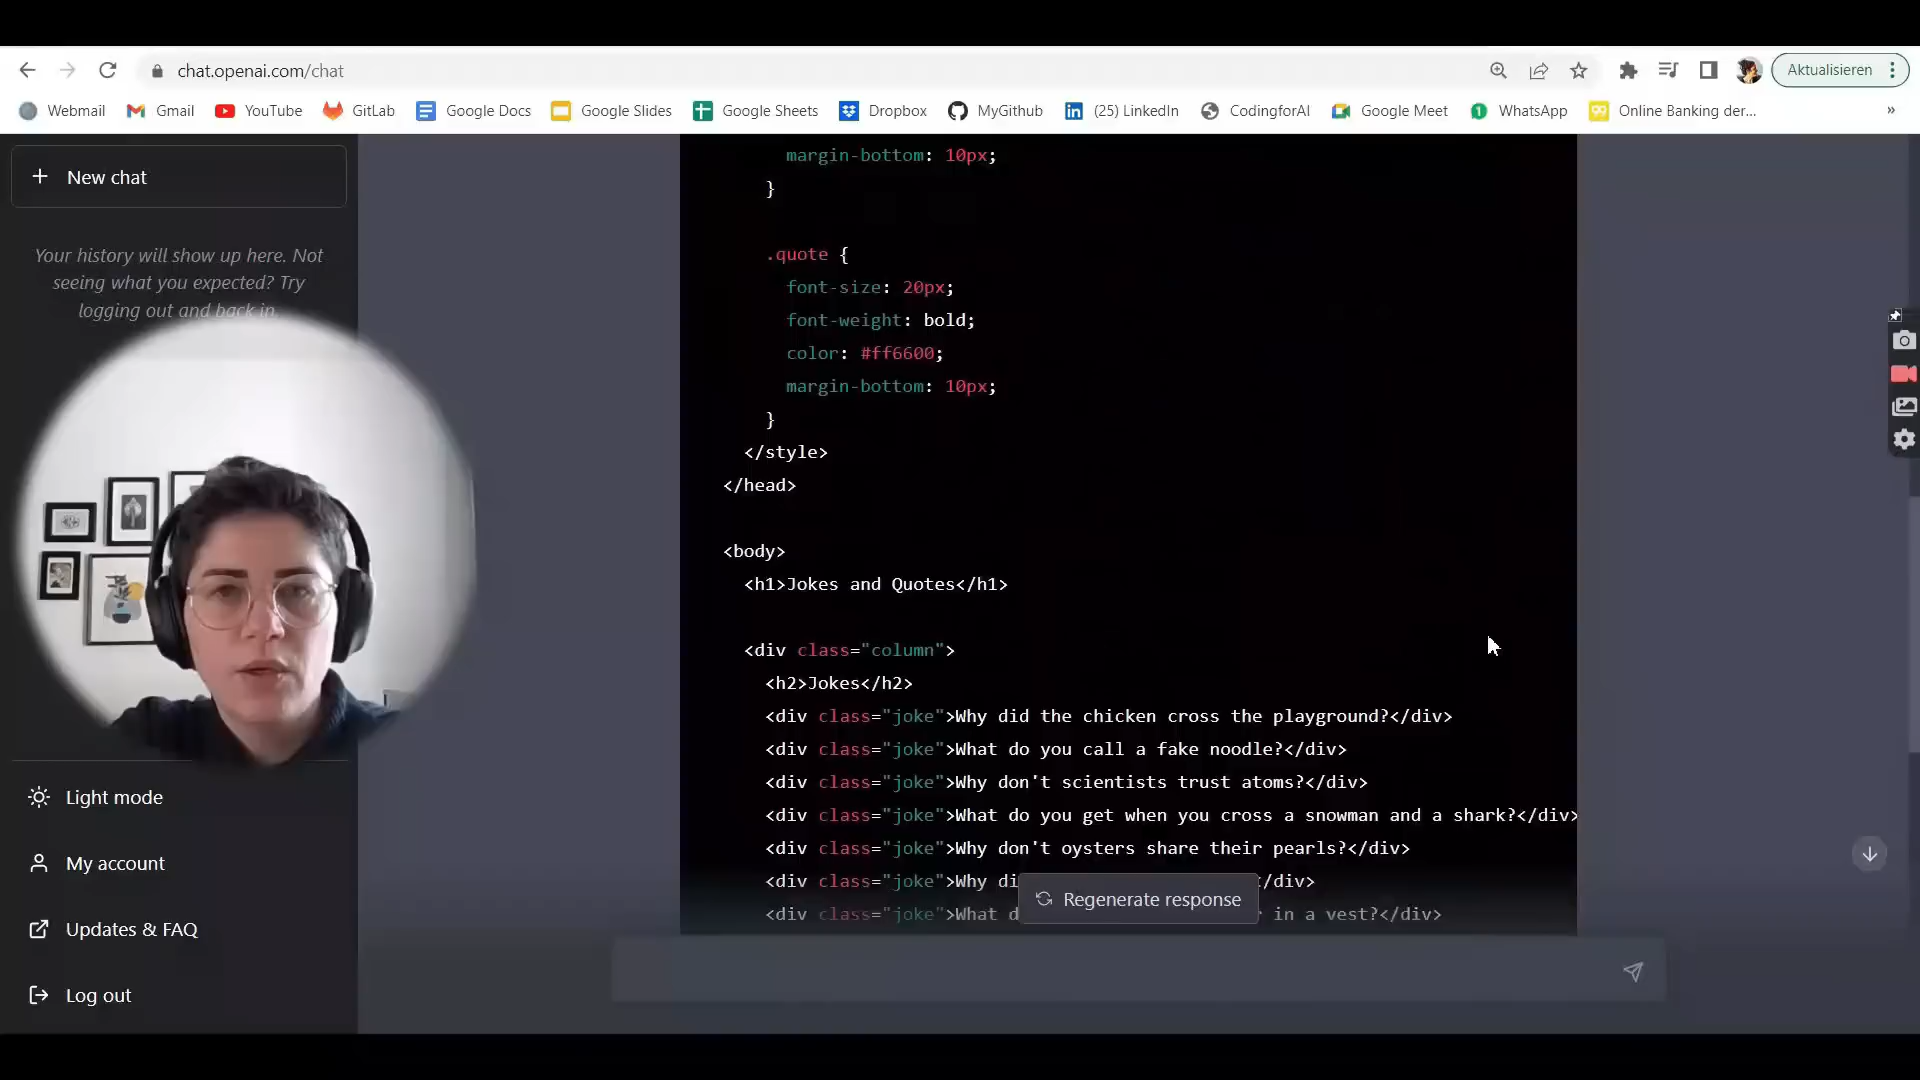 chat.openai.com/chat
Aktualisieren
Webmail
Gmail
YouTube
GitLab
Google Docs
Google Slides
Google Sheets
Dropbox
MyGithub
(25) LinkedIn
CodingforAI
Google Meet
WhatsApp
Online Banking der...
»
New chat
Your history will show up here. Not
seeing what you expected? Try
logging out and back in.
Light mode
My account
Updates & FAQ
Log out
margin-bottom: 10px;
}
.quote {
font-size: 20px;
font-weight: bold;
color: #ff6600;
margin-bottom: 10px;
}
</style>
</head>
<body>
<h1>Jokes and Quotes</h1>
<div class="column">
<h2>Jokes</h2>
<div class="joke">Why did the chicken cross the playground?</div>
<div class="joke">What do you call a fake noodle?</div>
<div class="joke">Why don't scientists trust atoms?</div>
<div class="joke">What do you get when you cross a snowman and a shark?</div>
<div class="joke">Why don't oysters share their pearls?</div>
<div class="joke">Why /div>
<div class="joke">What in a vest?</div>
Regenerate response